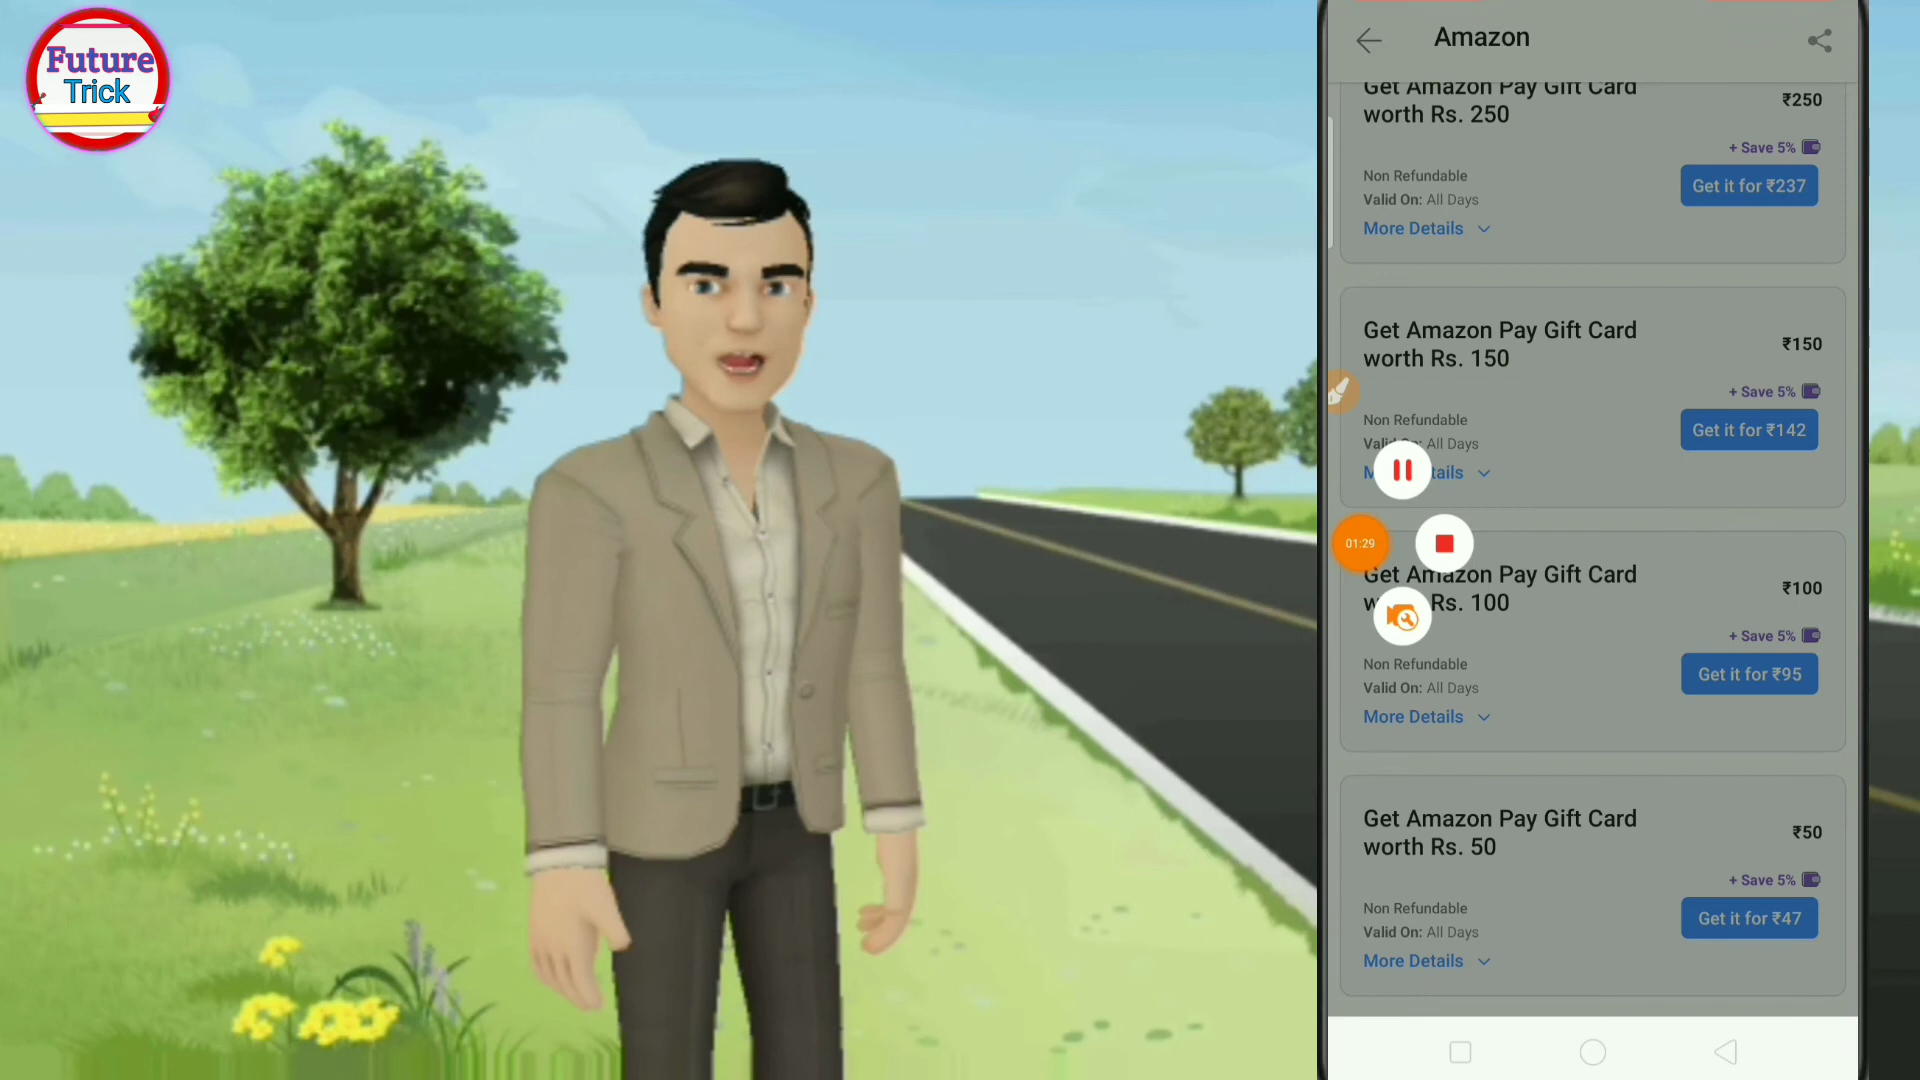 Future
Trick
Amazon
Get Amazon Pay Gift Card
worth Rs. 250
₹250
+ Save 5%
Non Refundable
Valid On: All Days
Get it for ₹237
More Details
Get Amazon Pay Gift Card
worth Rs. 150
₹150
+ Save 5%
Non Refundable
All Days
Get it for ₹142
Get Amazon Pay Gift Card
Rs. 100
₹100
01:29
+ Save 5%
Non Refundable
Valid On: All Days
Get it for ₹95
More Details
Get Amazon Pay Gift Card
worth Rs. 50
₹50
+ Save 5%
Non Refundable
Valid On: All Days
Get it for ₹47
More Details